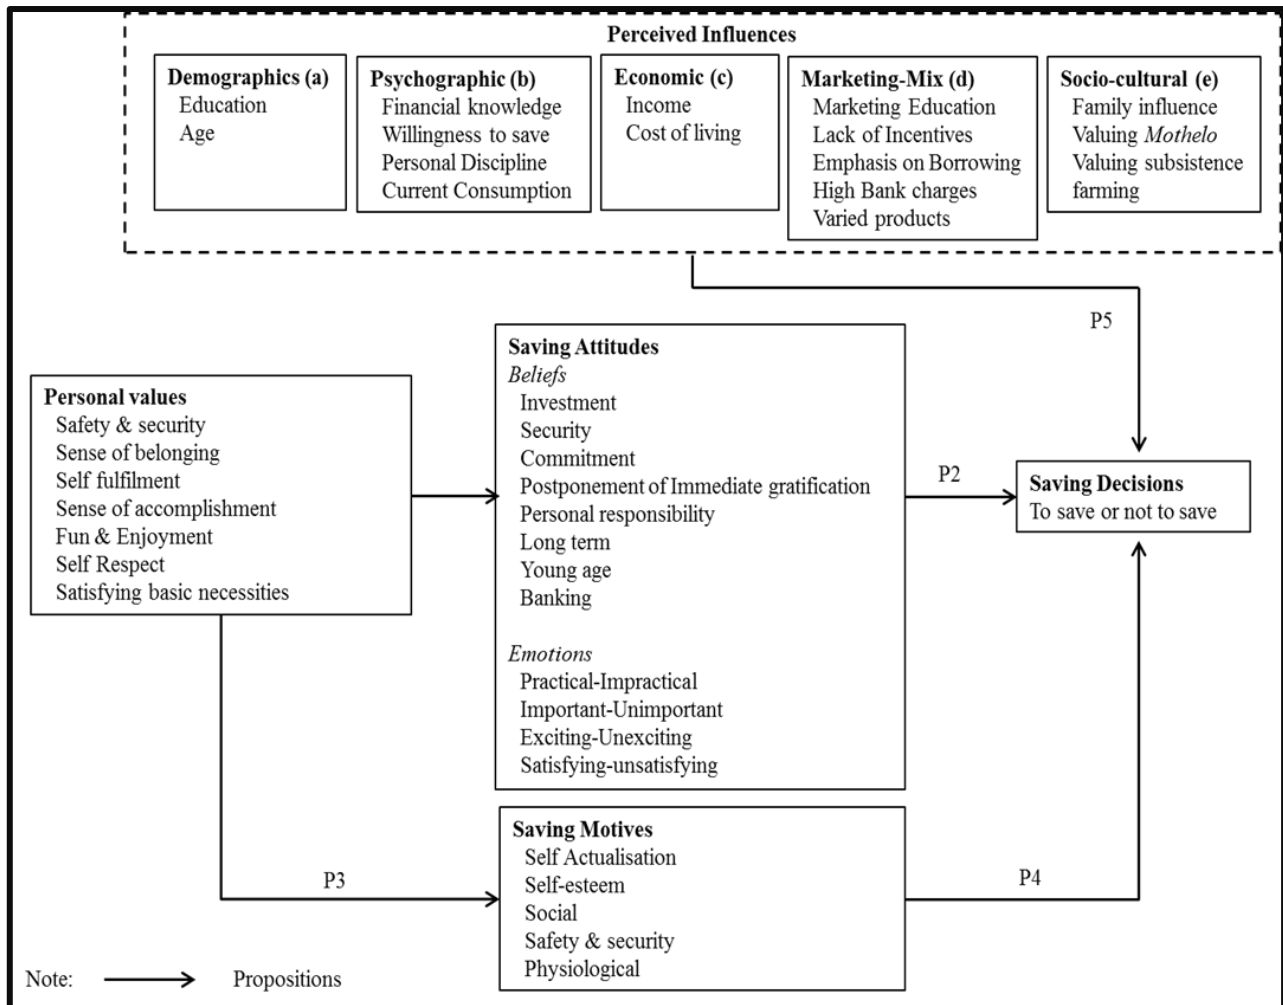 Perceived Influences
Demographics (a)
Education
Age
Psychographic (b)
Financial knowledge
Willingness to save
Personal Discipline
Current Consumption
Economic (c)
Income
Cost of living
Marketing-Mix (d)
Marketing Education
Lack of Incentives
Emphasis on Borrowing
High Bank charges
Varied products
Socio-cultural (e)
Family influence
Valuing Mothelo
Valuing subsistence
farming
P5
Personal values
Safety & security
Sense of belonging
Self fulfilment
Sense of accomplishment
Fun & Enjoyment
Self Respect
Satisfying basic necessities
Saving Attitudes
Beliefs
Investment
Security
Commitment
Postponement of Immediate gratification
Personal responsibility
Long term
Young age
Banking
Emotions
Practical-Impractical
Important-Unimportant
Exciting-Unexciting
Satisfying-unsatisfying
P2
Saving Decisions
To save or not to save
P3
Saving Motives
Self Actualisation
Self-esteem
Social
Safety & security
Physiological
P4
Note: Propositions